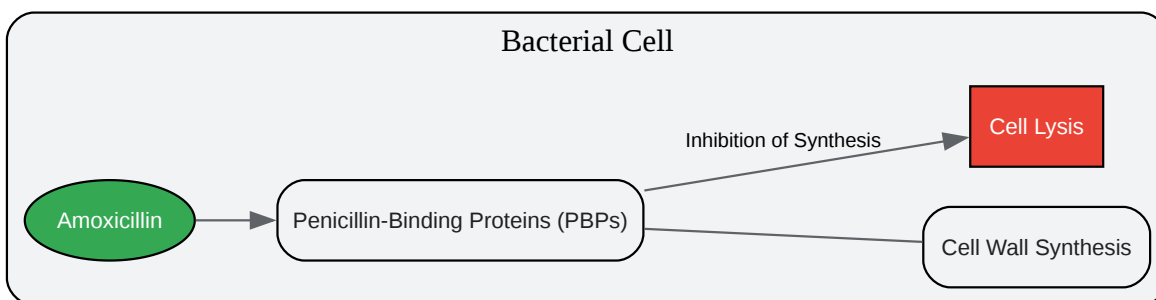 Bacterial Cell
Cell Lysis
Inhibition of Synthesis
Amoxicillin
Penicillin-Binding Proteins (PBPs)
Cell Wall Synthesis